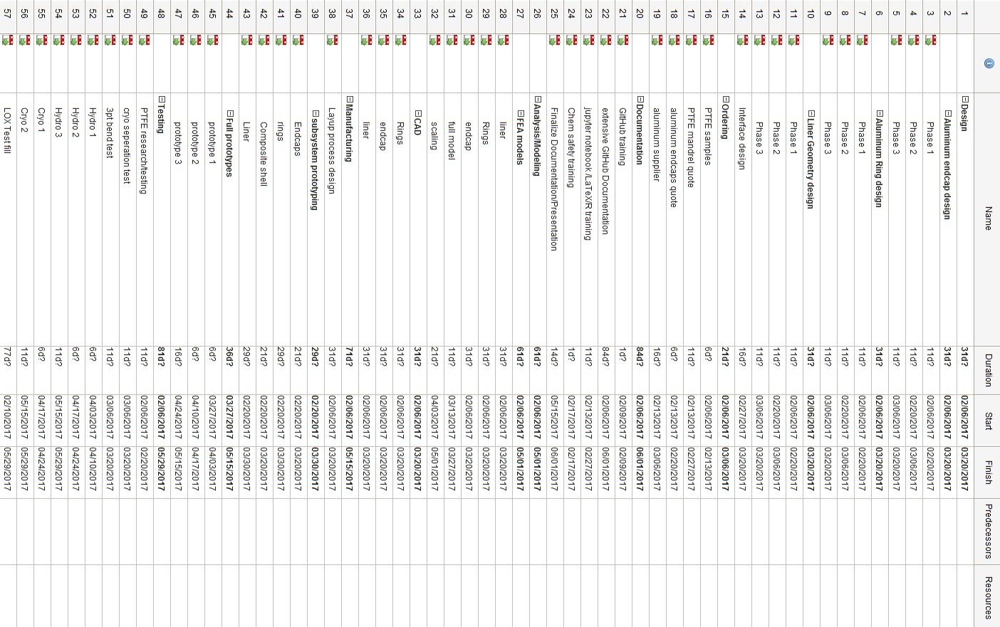 Name Duration Start Finish Predecessors Resources
1 Design 31d? 02/06/2017 03/20/2017
2 Aluminum endcap design 31d? 02/06/2017 03/20/2017
3 Phase 1 11d? 02/06/2017 02/20/2017
4 Phase 2 11d? 02/20/2017 03/06/2017
5 Phase 3 11d? 03/06/2017 03/20/2017
6 Aluminum Ring design 31d? 02/06/2017 03/20/2017
7 Phase 1 11d? 02/06/2017 02/20/2017
8 Phase 2 11d? 02/20/2017 03/06/2017
9 Phase 3 11d? 03/06/2017 03/20/2017
10 Liner Geometry design 31d? 02/06/2017 03/20/2017
11 Phase 1 11d? 02/06/2017 02/20/2017
12 Phase 2 11d? 02/20/2017 03/06/2017
13 Phase 3 11d? 03/06/2017 03/20/2017
14 Interface design 16d? 02/27/2017 03/20/2017
15 Ordering 21d? 02/06/2017 03/06/2017
16 PTFE samples 6d? 02/06/2017 02/13/2017
17 PTFE mandrel quote 11d? 02/13/2017 02/27/2017
18 aluminum endcaps quote 6d? 02/13/2017 02/20/2017
19 aluminum supplier 16d? 02/13/2017 03/06/2017
20 Documentation 84d? 02/06/2017 06/01/2017
21 GitHub training 1d? 02/09/2017 02/09/2017
22 extensive GitHub Documentation 84d? 02/06/2017 06/01/2017
23 jupyter notebook /LaTeX/R training 11d? 02/13/2017 02/27/2017
24 Chem safety training 1d? 02/17/2017 02/17/2017
25 Finalize Documentation/Presentation 14d? 05/15/2017 06/01/2017
26 Analysis/Modeling 61d? 02/06/2017 05/01/2017
27 FEA models 61d? 02/06/2017 05/01/2017
28 liner 31d? 02/06/2017 03/20/2017
29 Rings 31d? 02/06/2017 03/20/2017
30 endcap 31d? 02/06/2017 03/20/2017
31 full model 11d? 03/13/2017 03/27/2017
32 scaling 21d? 04/03/2017 05/01/2017
33 CAD 31d? 02/06/2017 03/20/2017
34 Rings 31d? 02/06/2017 03/20/2017
35 endcap 31d? 02/06/2017 03/20/2017
36 liner 31d? 02/06/2017 03/20/2017
37 Manufacturing 71d? 02/06/2017 05/15/2017
38 Layup process design 31d? 02/06/2017 03/20/2017
39 subsystem prototyping 29d? 02/20/2017 03/30/2017
40 Endcaps 21d? 02/20/2017 03/20/2017
41 rings 29d? 02/20/2017 03/30/2017
42 Composite shell 21d? 02/20/2017 03/20/2017
43 Liner 29d? 02/20/2017 03/30/2017
44 Full prototypes 36d? 03/27/2017 05/15/2017
45 prototype 1 6d? 03/27/2017 04/03/2017
46 prototype 2 6d? 04/10/2017 04/17/2017
47 prototype 3 16d? 04/24/2017 05/15/2017
48 Testing 81d? 02/06/2017 05/29/2017
49 PTFE research/testing 11d? 02/06/2017 02/20/2017
50 cryo seperation test 11d? 03/06/2017 03/20/2017
51 3pt bend test 11d? 03/06/2017 03/20/2017
52 Hydro 1 6d? 04/03/2017 04/10/2017
53 Hydro 2 6d? 04/17/2017 04/24/2017
54 Hydro 3 11d? 05/15/2017 05/29/2017
55 Cryo 1 6d? 04/17/2017 04/24/2017
56 Cryo 2 11d? 05/15/2017 05/29/2017
57 LOX Test fill 77d? 02/10/2017 05/29/2017